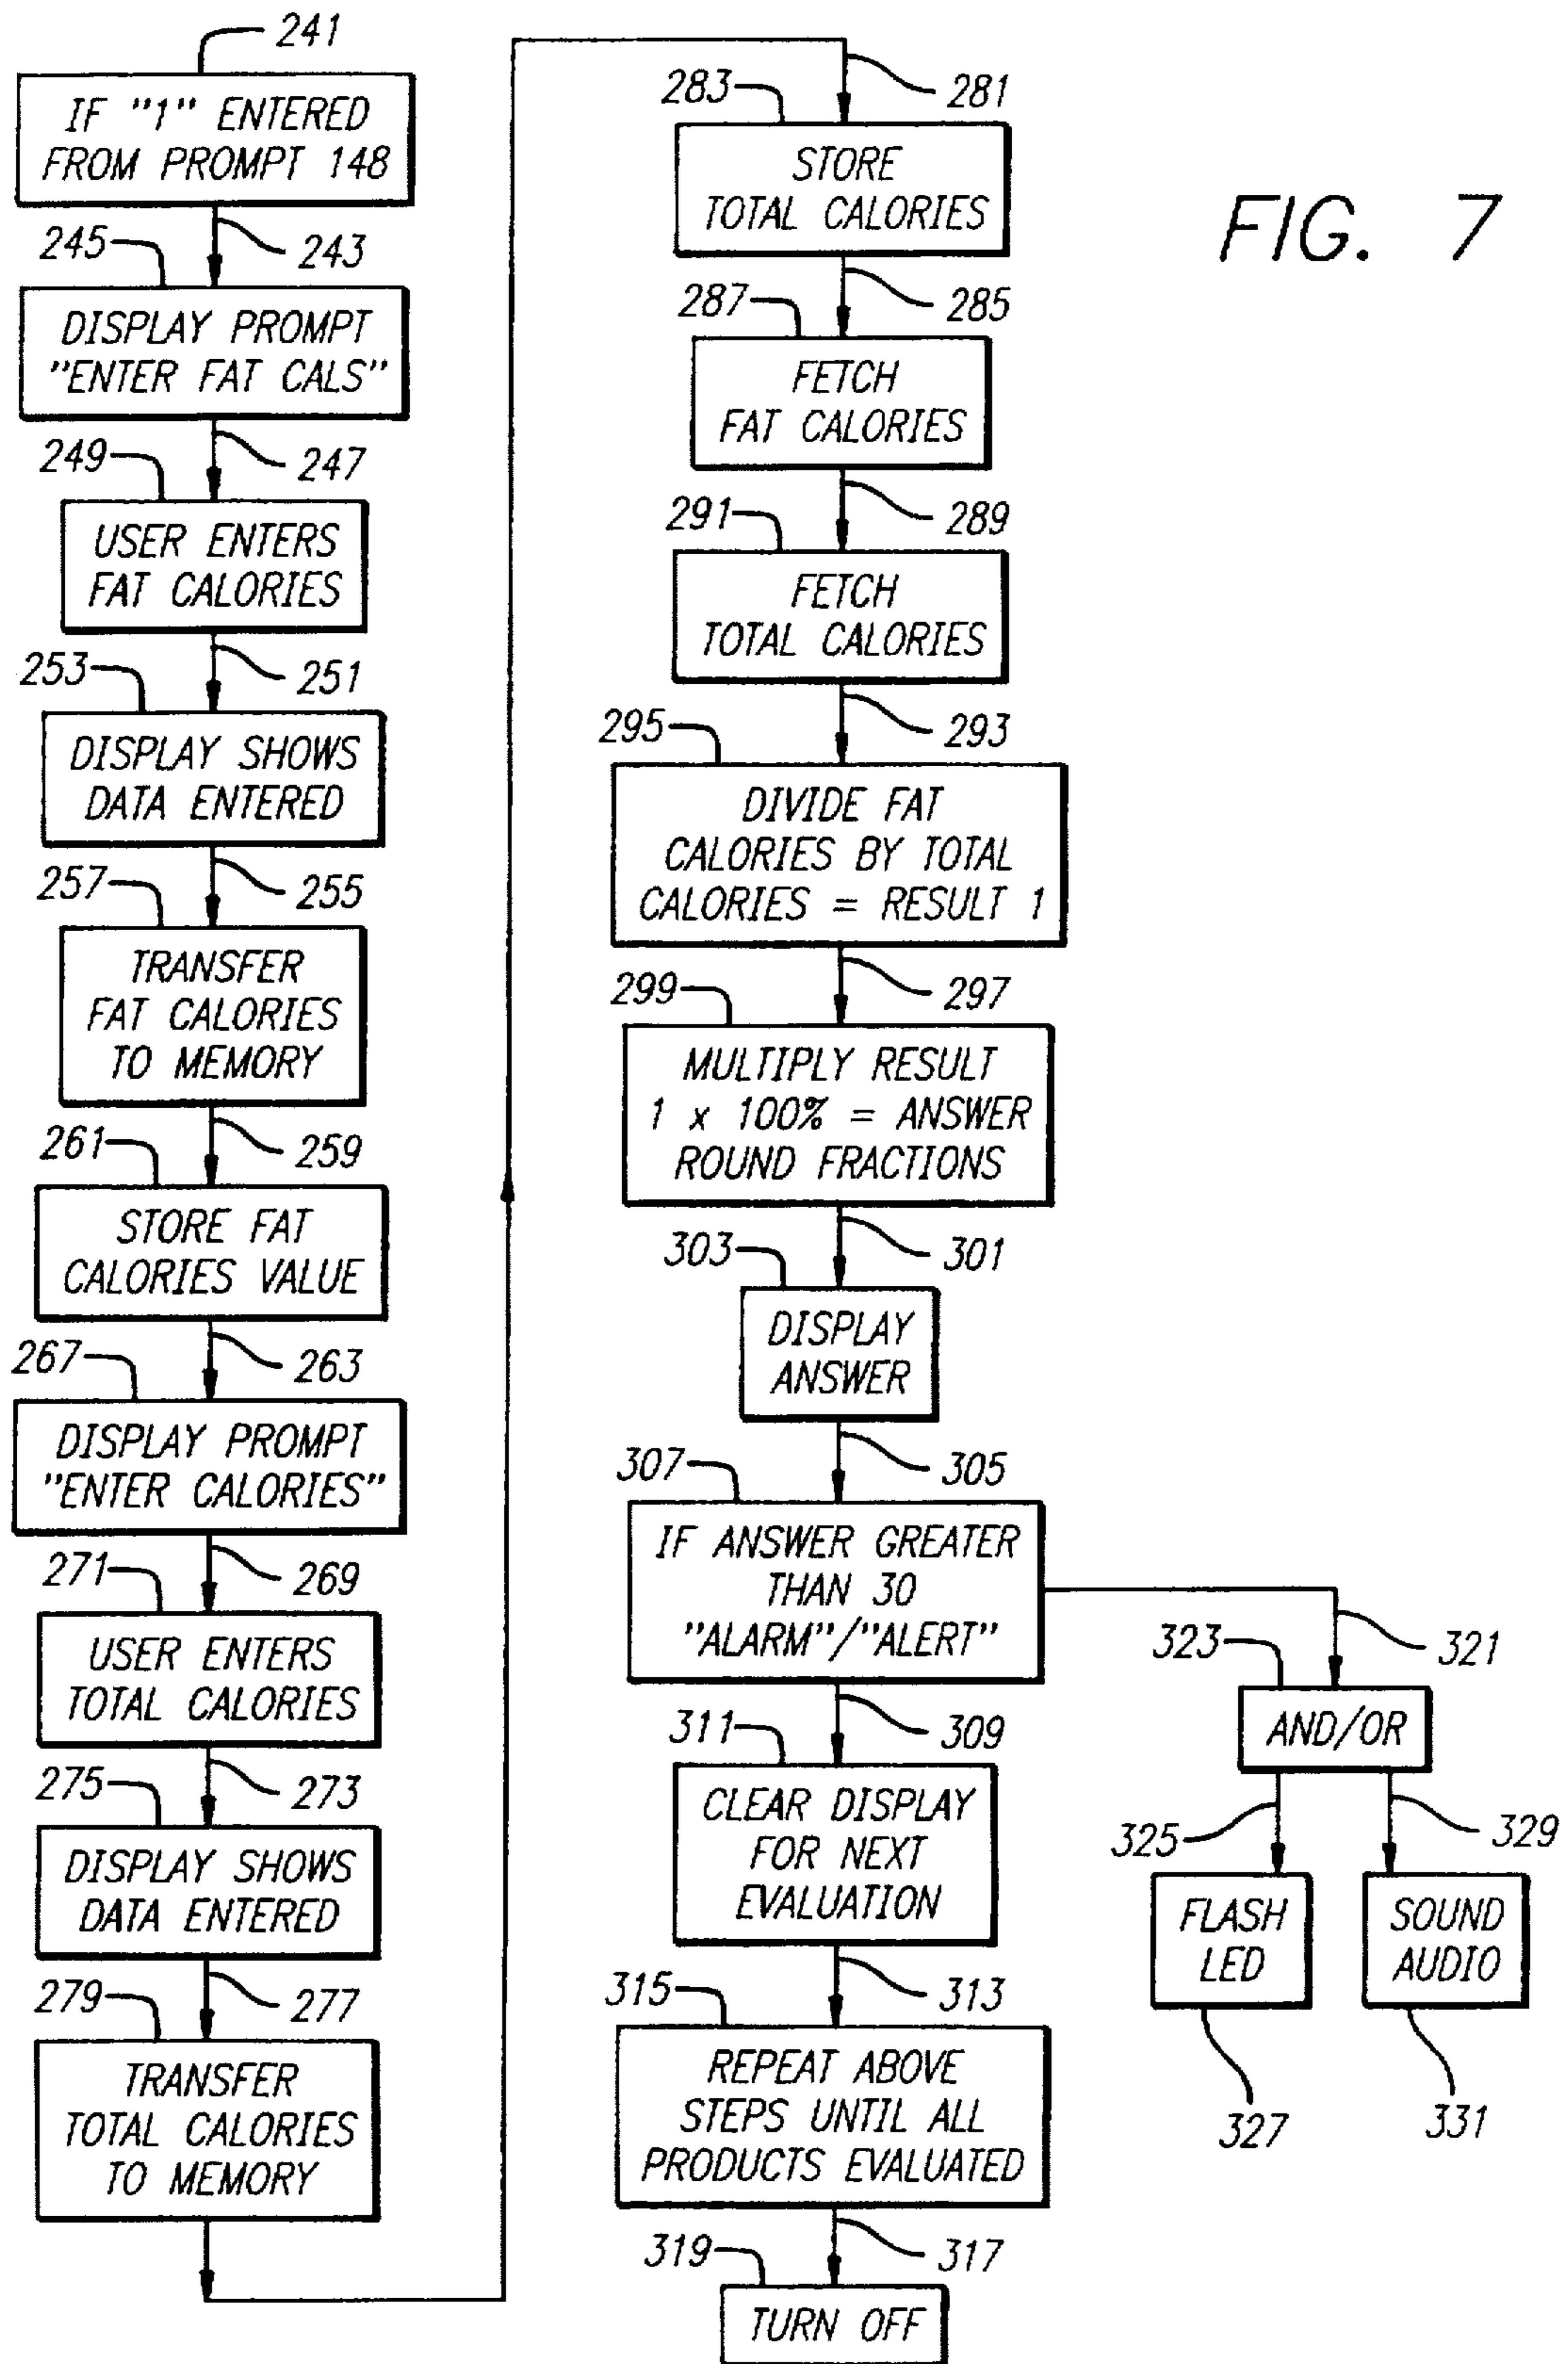 241
IF "1" ENTERED
FROM PROMPT 148
243
245
DISPLAY PROMPT
"ENTER FAT CALS"
247
249
USER ENTERS
FAT CALORIES
251
253
DISPLAY SHOWS
DATA ENTERED
255
257
TRANSFER
FAT CALORIES
TO MEMORY
259
261
STORE FAT
CALORIES VALUE
263
267
DISPLAY PROMPT
"ENTER CALORIES"
269
271
USER ENTERS
TOTAL CALORIES
273
275
DISPLAY SHOWS
DATA ENTERED
277
279
TRANSFER
TOTAL CALORIES
TO MEMORY
281
283
STORE
TOTAL CALORIES
285
287
FETCH
FAT CALORIES
289
291
FETCH
TOTAL CALORIES
293
295
DIVIDE FAT
CALORIES BY TOTAL
CALORIES = RESULT 1
297
299
MULTIPLY RESULT
1 x 100% = ANSWER
ROUND FRACTIONS
301
303
DISPLAY
ANSWER
305
307
IF ANSWER GREATER
THAN 30
"ALARM"/"ALERT"
309
311
CLEAR DISPLAY
FOR NEXT
EVALUATION
313
315
REPEAT ABOVE
STEPS UNTIL ALL
PRODUCTS EVALUATED
317
319
TURN OFF
321
323
AND/OR
325
329
FLASH
LED
SOUND
AUDIO
327
331
FIG. 7